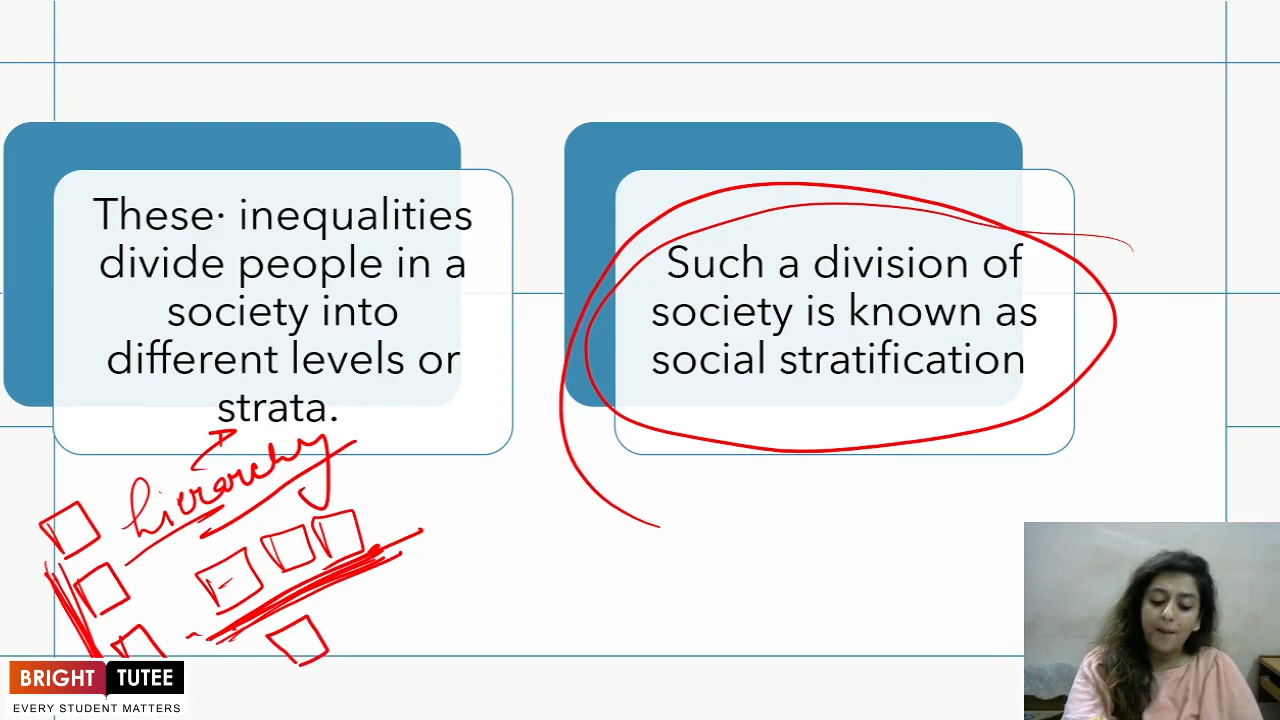 These· inequalities
divide people in a
society into
different levels or
strata.
Such a division of
society is known as
social stratification
hierarchy
BRIGHT TUTEE
EVERY STUDENT MATTERS